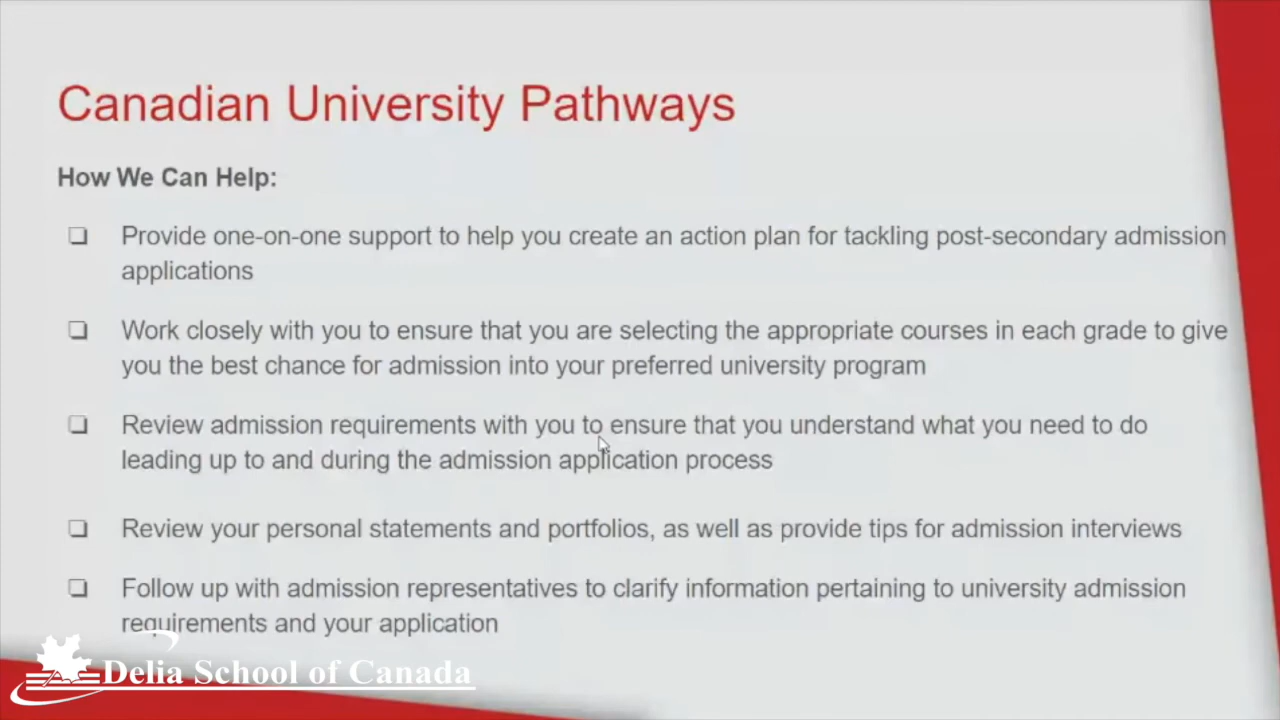 Canadian University Pathways
How We Can Help:
❑ Provide one-on-one support to help you create an action plan for tackling post-secondary admission
applications
❑ Work closely with you to ensure that you are selecting the appropriate courses in each grade to give
you the best chance for admission into your preferred university program
❑ Review admission requirements with you to ensure that you understand what you need to do
leading up to and during the admission application process
❑ Review your personal statements and portfolios, as well as provide tips for admission interviews
❑ Follow up with admission representatives to clarify information pertaining to university admission
requirements and your application
Delia School of Canada